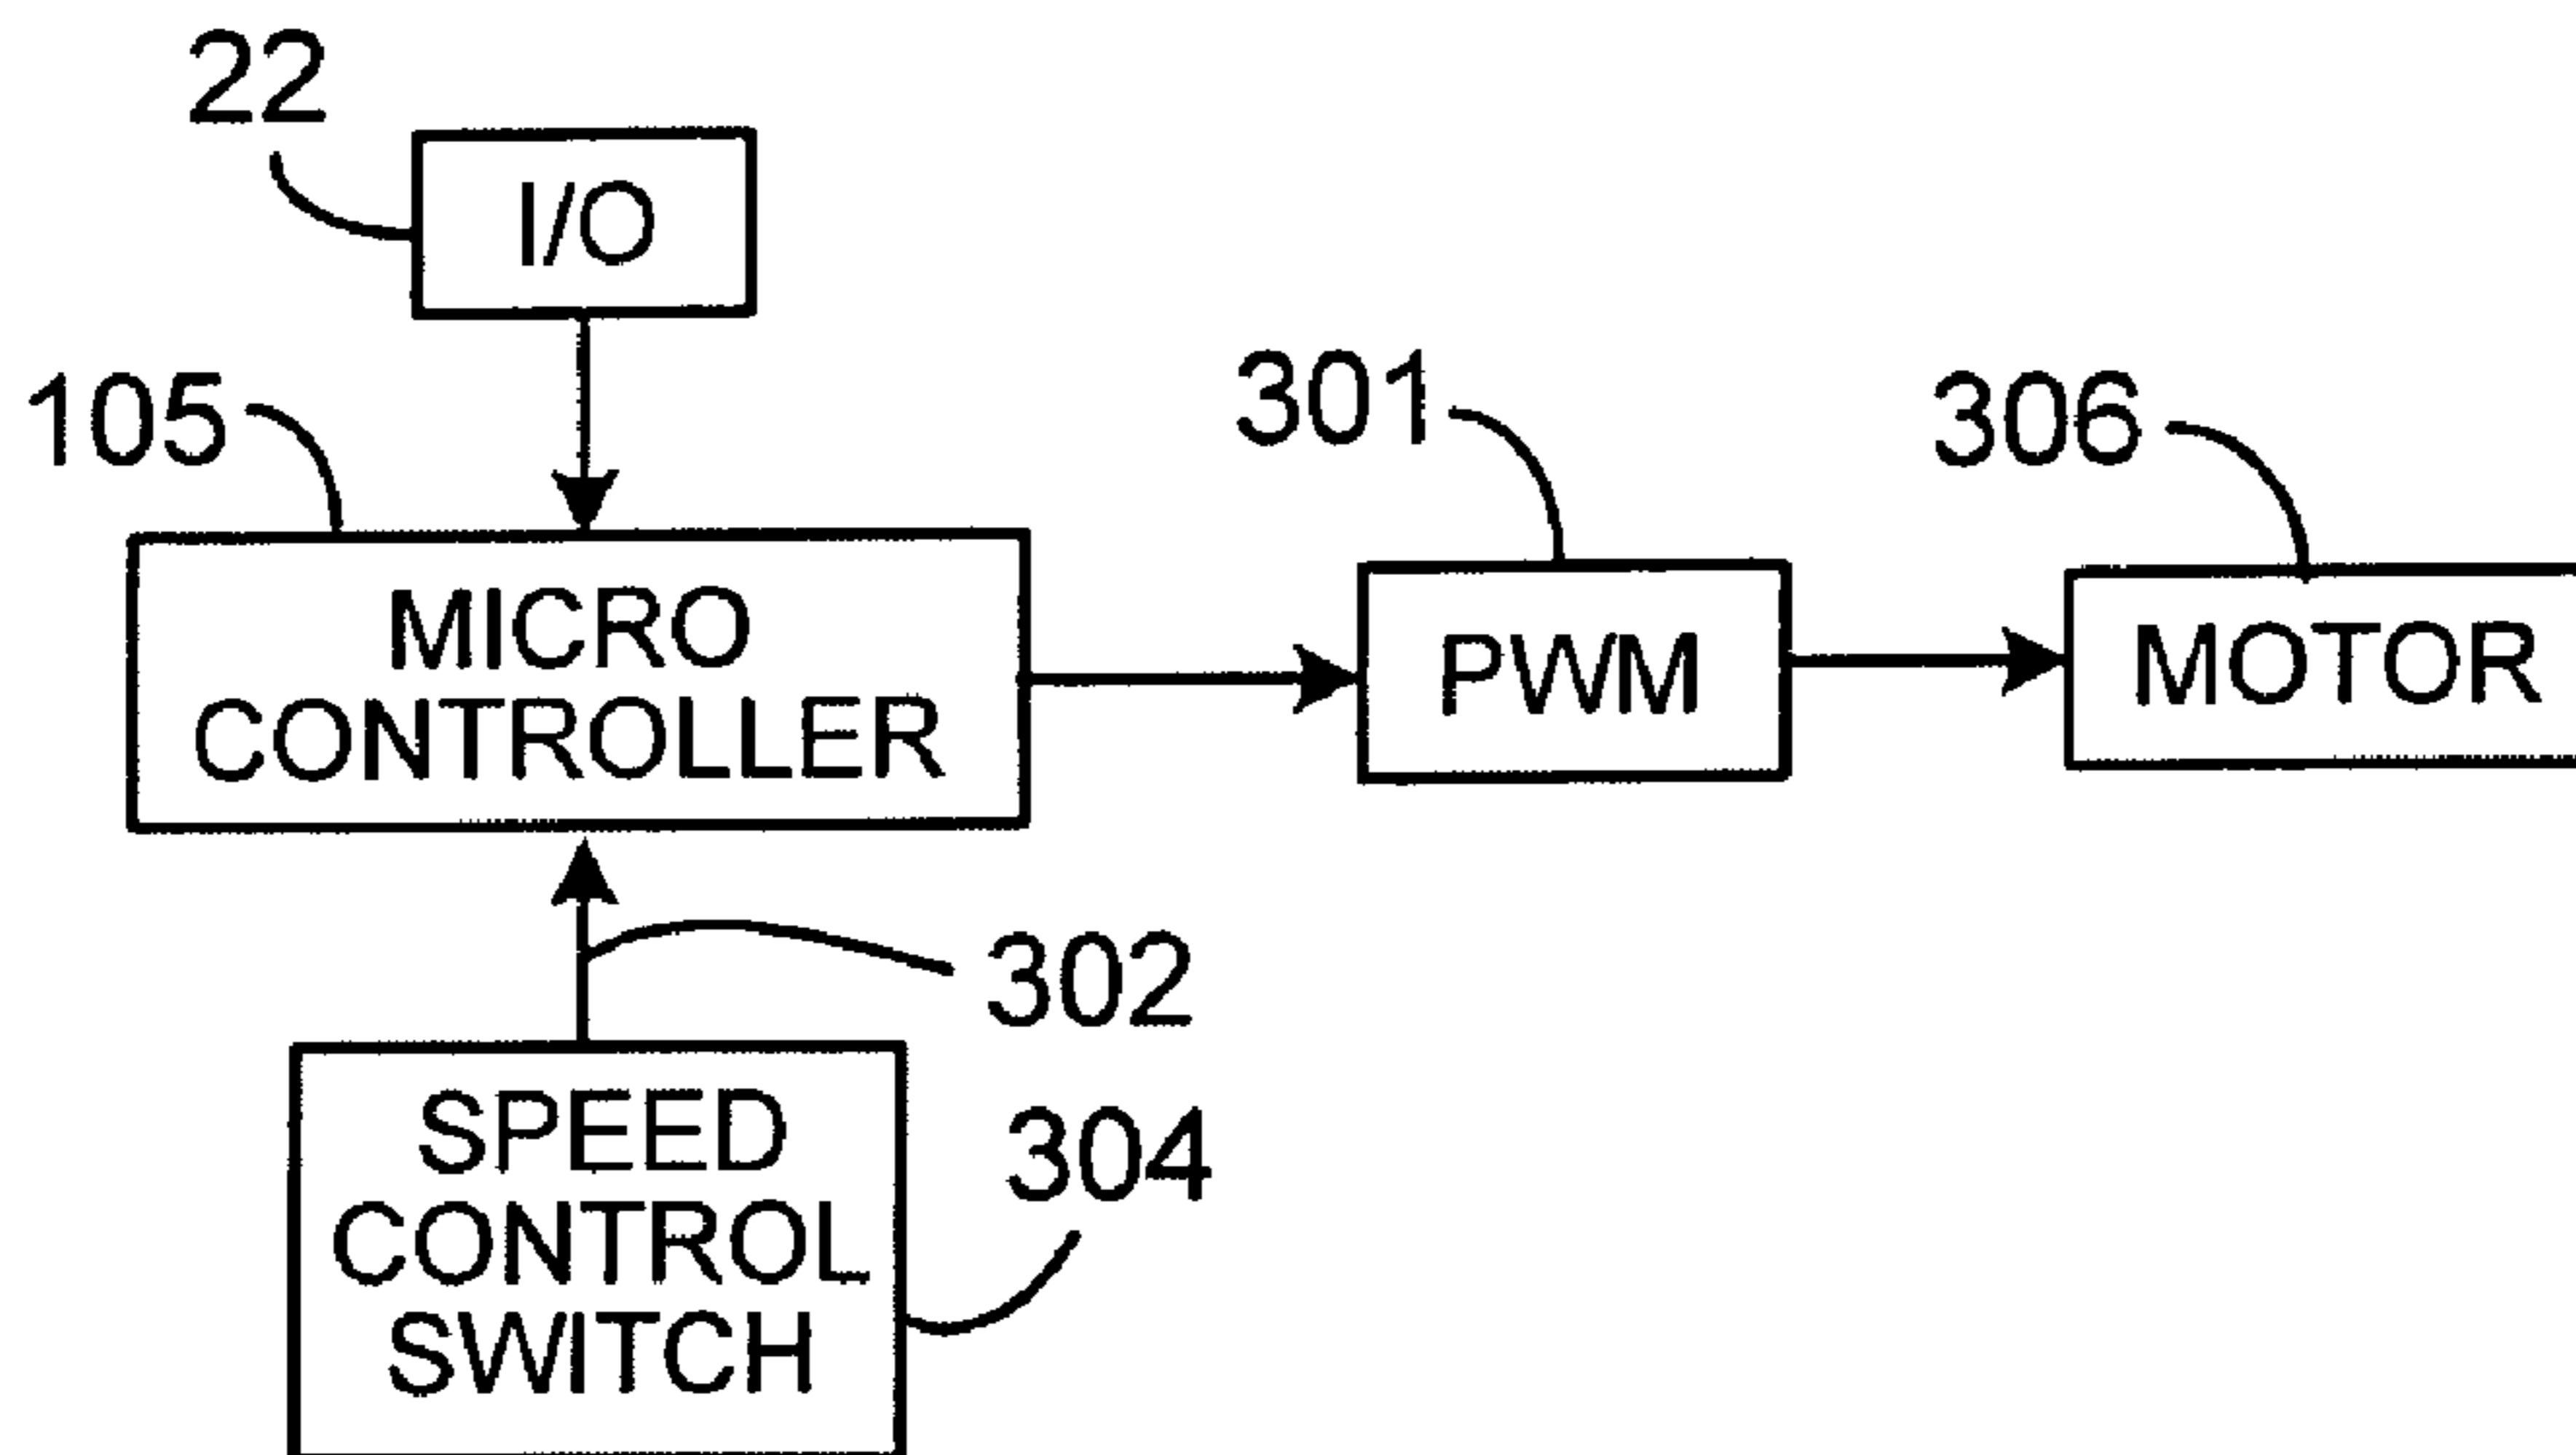 22
I/O
105
MICRO
CONTROLLER
301
PWM
306
MOTOR
302
SPEED
CONTROL
SWITCH
304